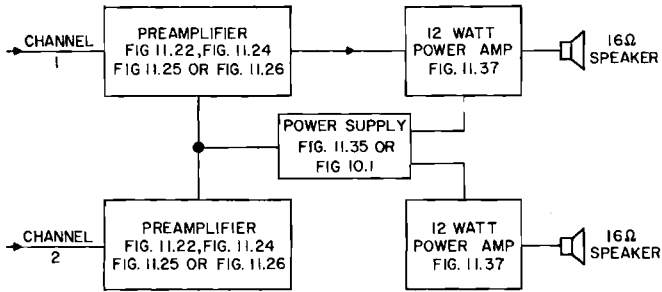 CHANNEL
1
PREAMPLIFIER
FIG 11.22, FIG. 11.24
FIG 11.25 OR FIG. 11.26
12 WATT
POWER AMP
FIG. 11.37
16Ω
SPEAKER
POWER SUPPLY
FIG. 11.35 OR
FIG 10.1
CHANNEL
2
PREAMPLIFIER
FIG 11.22, FIG. 11.24
FIG. 11.25 OR FIG. 11.26
12 WATT
POWER AMP
FIG. 11.37
16Ω
SPEAKER